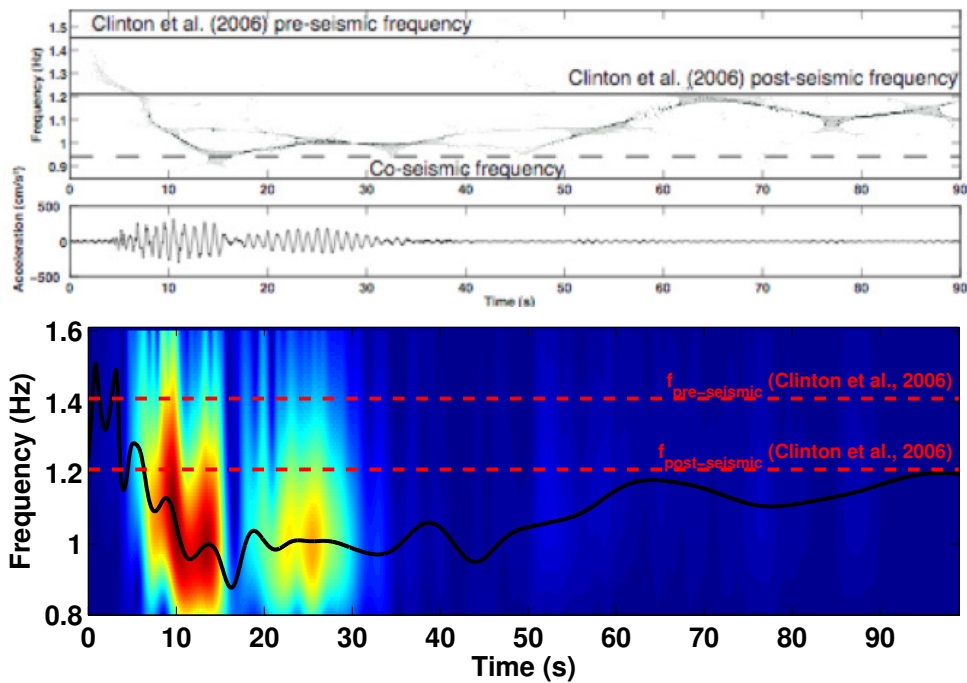 Clinton et al. (2006) pre-seismic frequency
Clinton et al. (2006) post-seismic frequency
Co-seismic frequency
Frequency (Hz)
1.5
1.4
1.3
1.2
1.1
1
0.9
0 10 20 30 40 50 60 70 80 90
Acceleration (cm/s²)
500
0
-500
0 10 20 30 40 50 60 70 80 90
Time (s)
Frequency (Hz)
1.6
1.4
1.2
1
0.8
f pre-seismic (Clinton et al., 2006)
f post-seismic (Clinton et al., 2006)
0 10 20 30 40 50 60 70 80 90
Time (s)